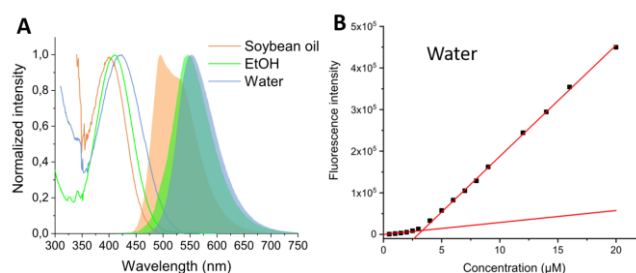 A
Soybean oil
EtOH
Water
Normalized intensity
1,0
0,8
0,6
0,4
0,2
0,0
300 350 400 450 500 550 600 650 700 750
Wavelength (nm)
B
Water
Fluorescence intensity
5x10⁵
4x10⁵
3x10⁵
2x10⁵
1x10⁵
0
0 5 10 15 20
Concentration (µM)